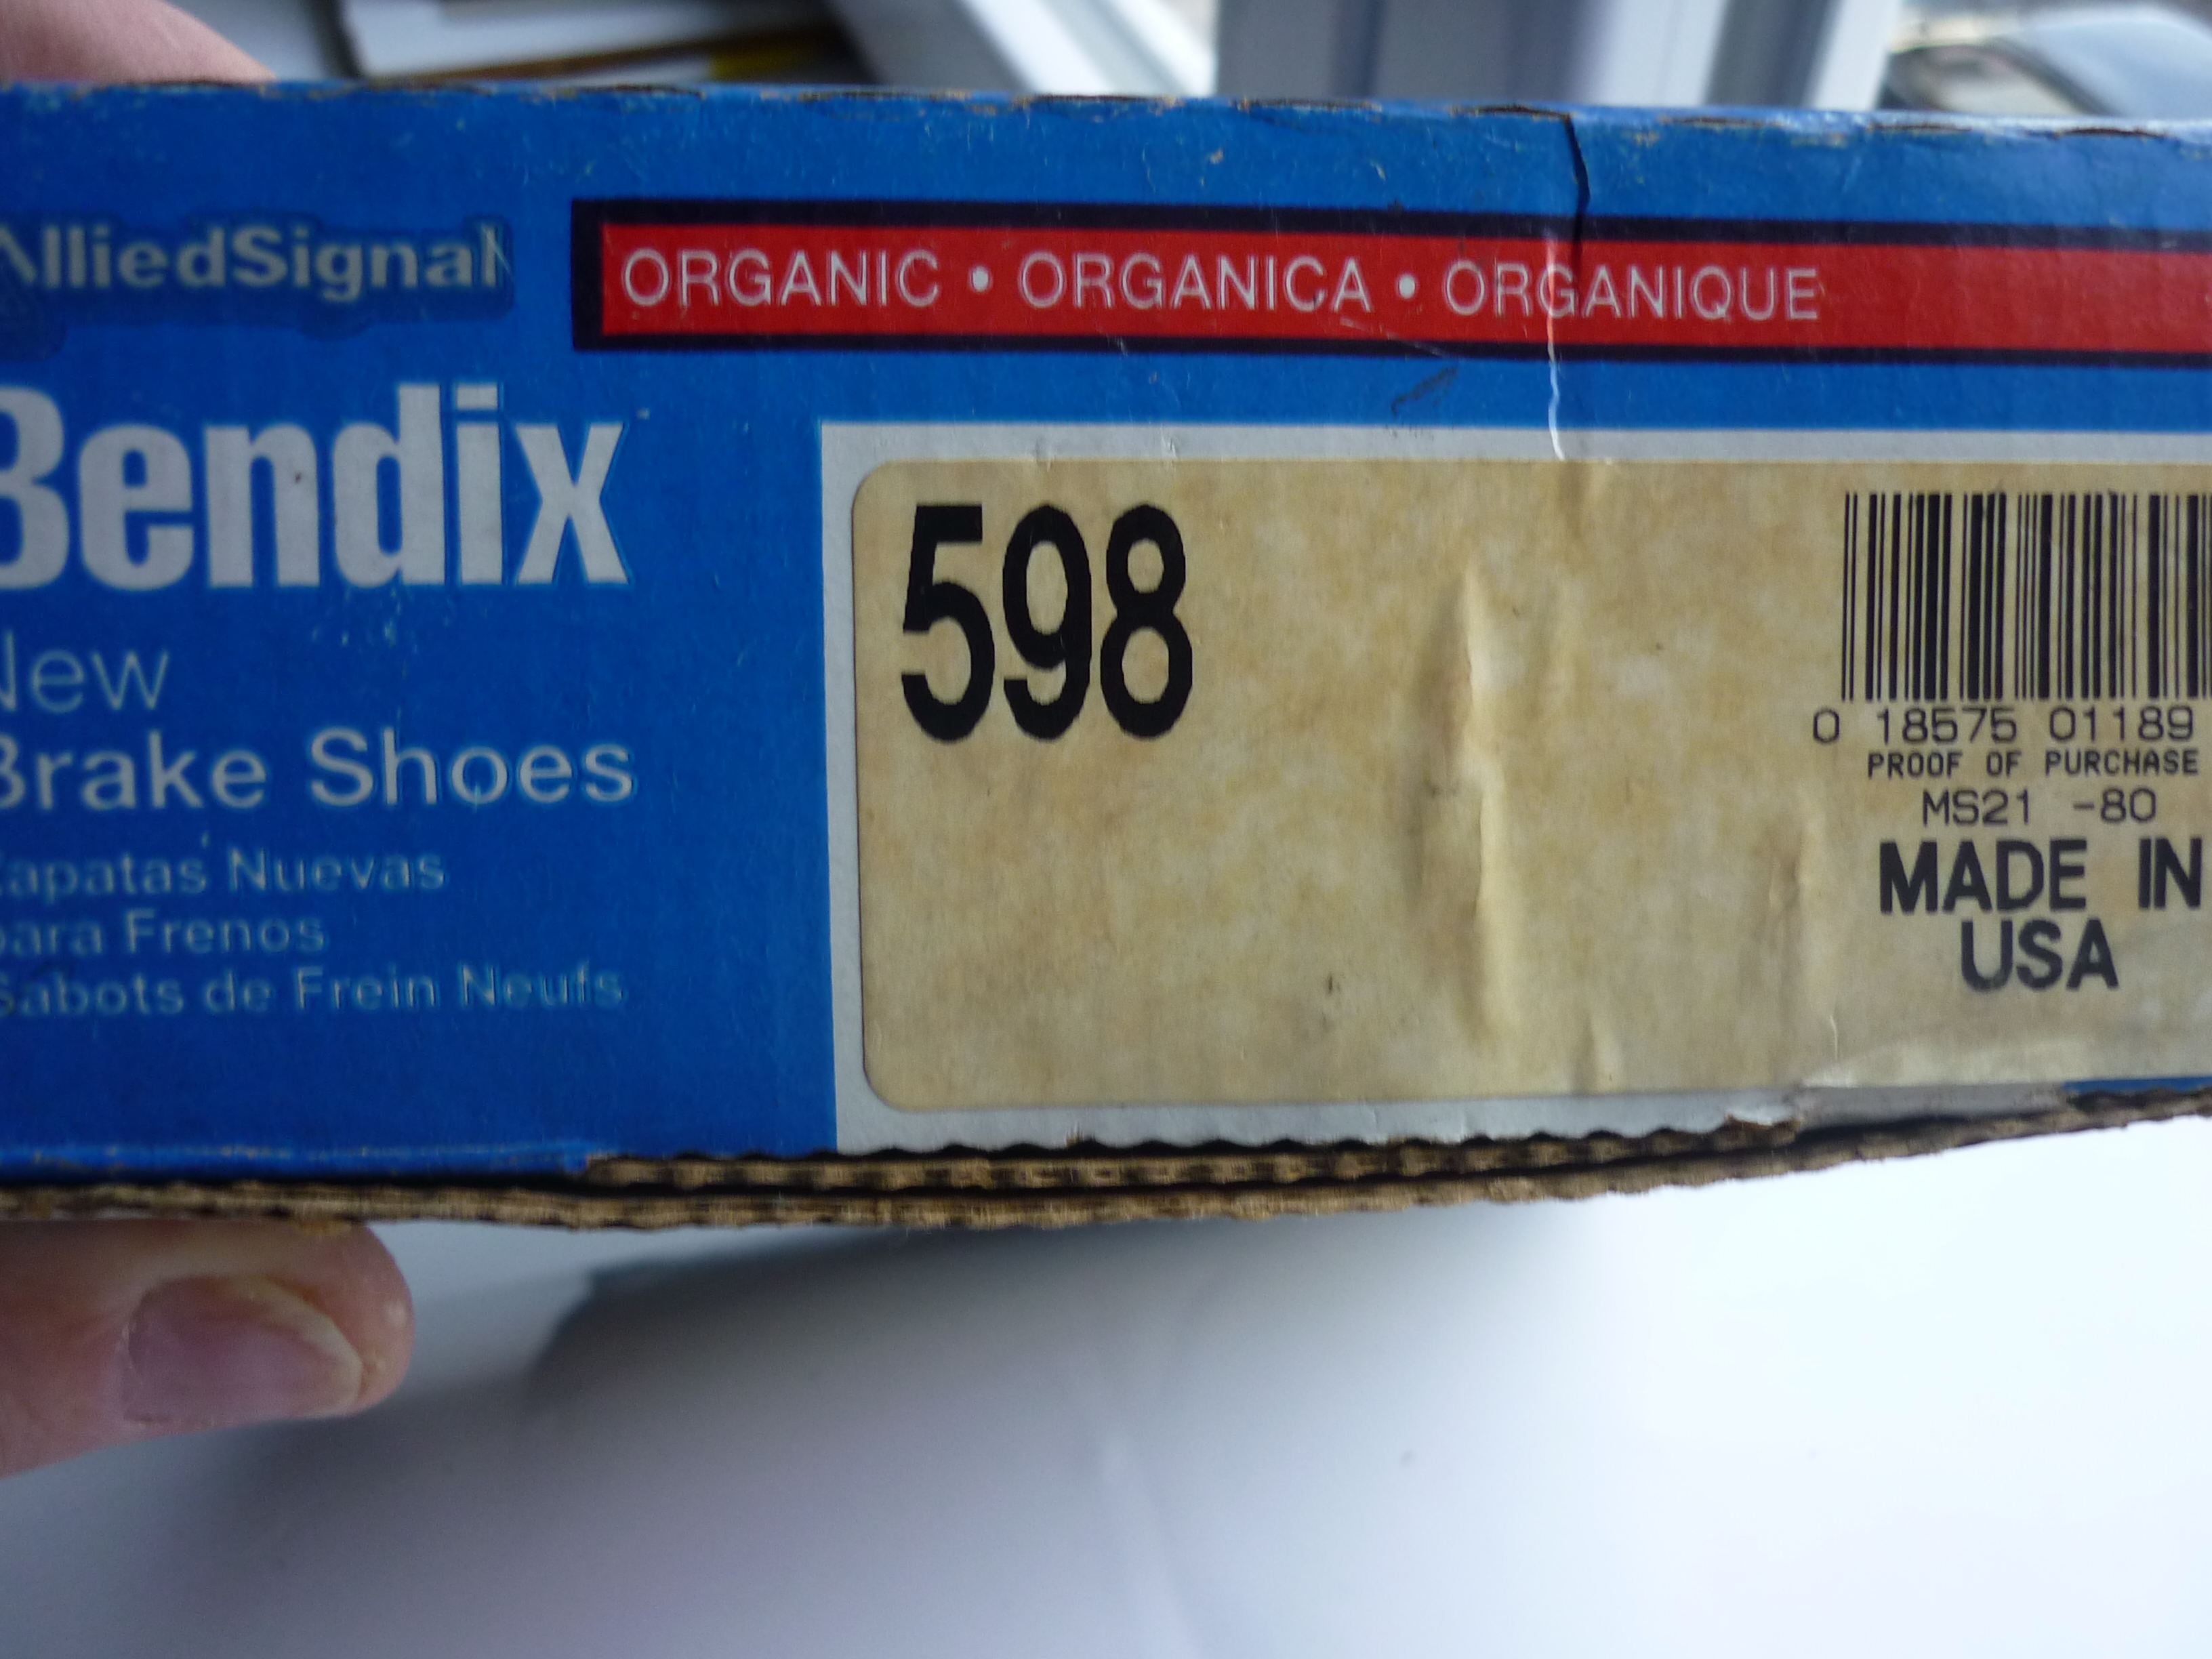 AlliedSignal
ORGANIC • ORGANICA • ORGANIQUE
Bendix
New
Brake Shoes
Zapatas Nuevas
para Frenos
Sabots de Frein Neufs
598
0 18575 01189
PROOF OF PURCHASE
MS21 -80
MADE IN
USA